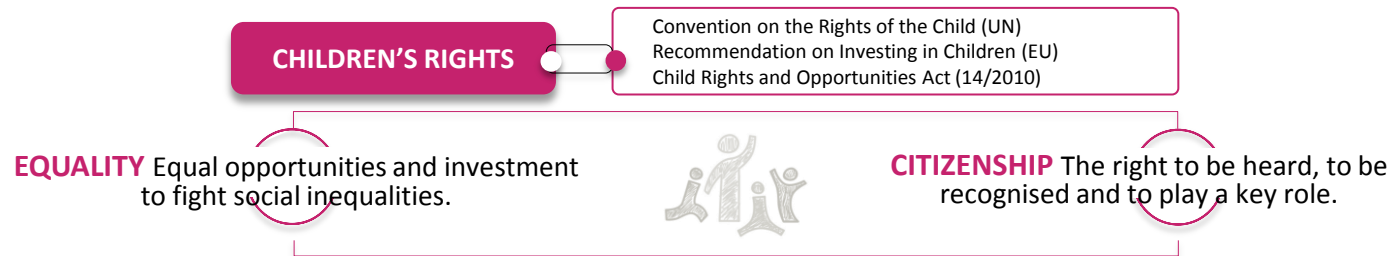 CHILDREN’S RIGHTS
Convention on the Rights of the Child (UN)
Recommendation on Investing in Children (EU)
Child Rights and Opportunities Act (14/2010)
EQUALITY Equal opportunities and investment
to fight social inequalities.
CITIZENSHIP The right to be heard, to be
recognised and to play a key role.